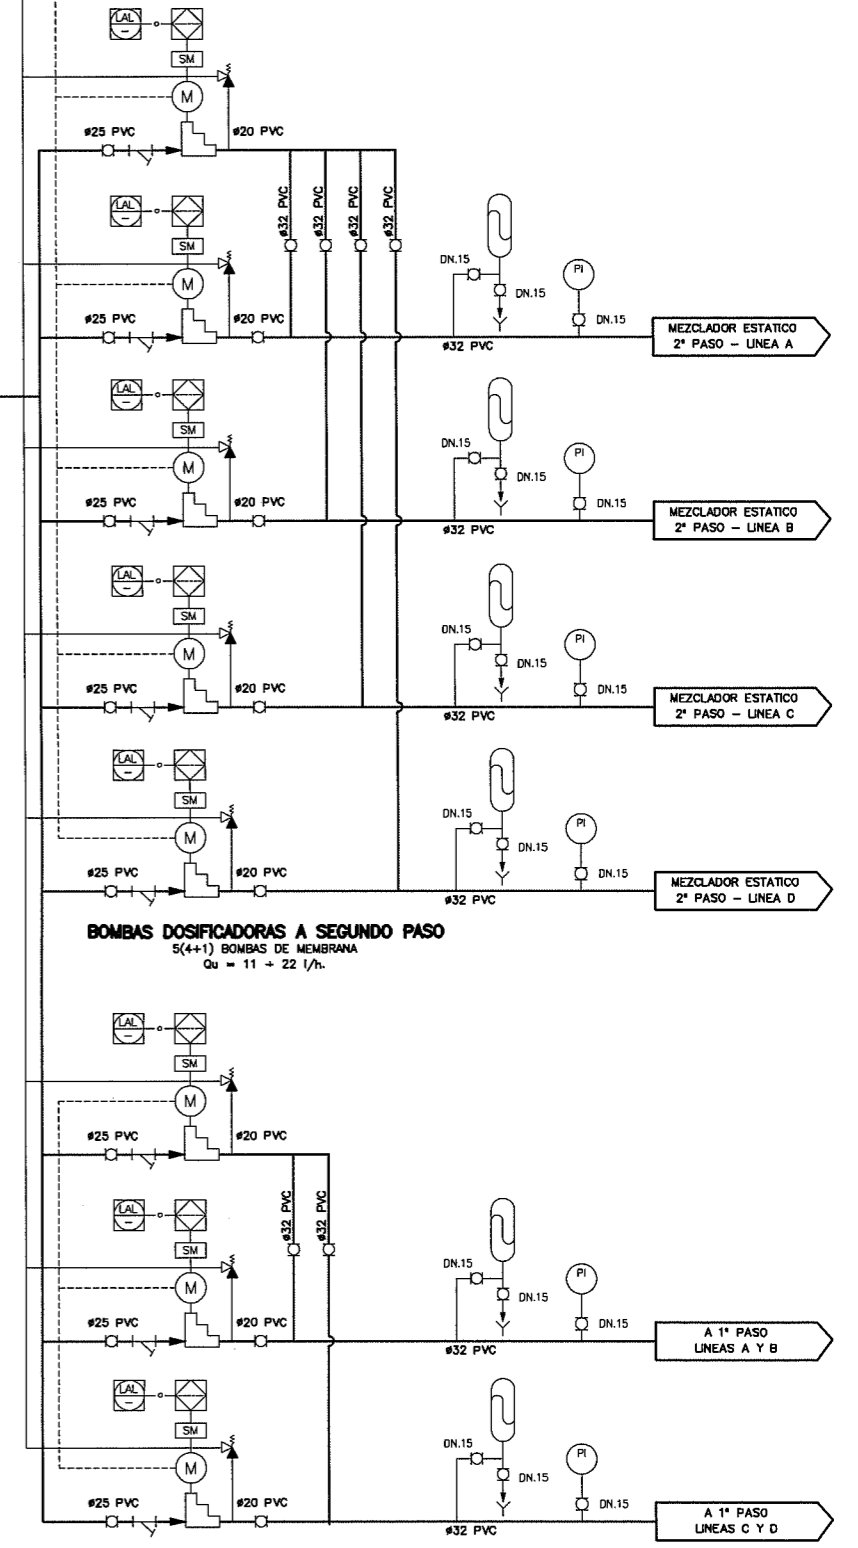 LAL
SM
M
ø25 PVC
ø20 PVC
ø32 PVC
ø32 PVC
ø32 PVC
ø32 PVC
LAL
SM
M
ø25 PVC
ø20 PVC
DN.15
DN.15
PI
DN.15
ø32 PVC
MEZCLADOR ESTATICO
2º PASO – LINEA A
LAL
SM
M
ø25 PVC
ø20 PVC
DN.15
DN.15
PI
DN.15
ø32 PVC
MEZCLADOR ESTATICO
2º PASO – LINEA B
LAL
SM
M
ø25 PVC
ø20 PVC
DN.15
DN.15
PI
DN.15
ø32 PVC
MEZCLADOR ESTATICO
2º PASO – LINEA C
LAL
SM
M
ø25 PVC
ø20 PVC
DN.15
DN.15
PI
DN.15
ø32 PVC
MEZCLADOR ESTATICO
2º PASO – LINEA D
BOMBAS DOSIFICADORAS A SEGUNDO PASO
5(4+1) BOMBAS DE MEMBRANA
Qu = 11 ÷ 22 l/h.
LAL
SM
M
ø25 PVC
ø20 PVC
ø32 PVC
ø32 PVC
LAL
SM
M
ø25 PVC
ø20 PVC
DN.15
DN.15
PI
DN.15
ø32 PVC
A 1º PASO
LINEAS A Y B
LAL
SM
M
ø25 PVC
ø20 PVC
DN.15
DN.15
PI
DN.15
ø32 PVC
A 1º PASO
LINEAS C Y D